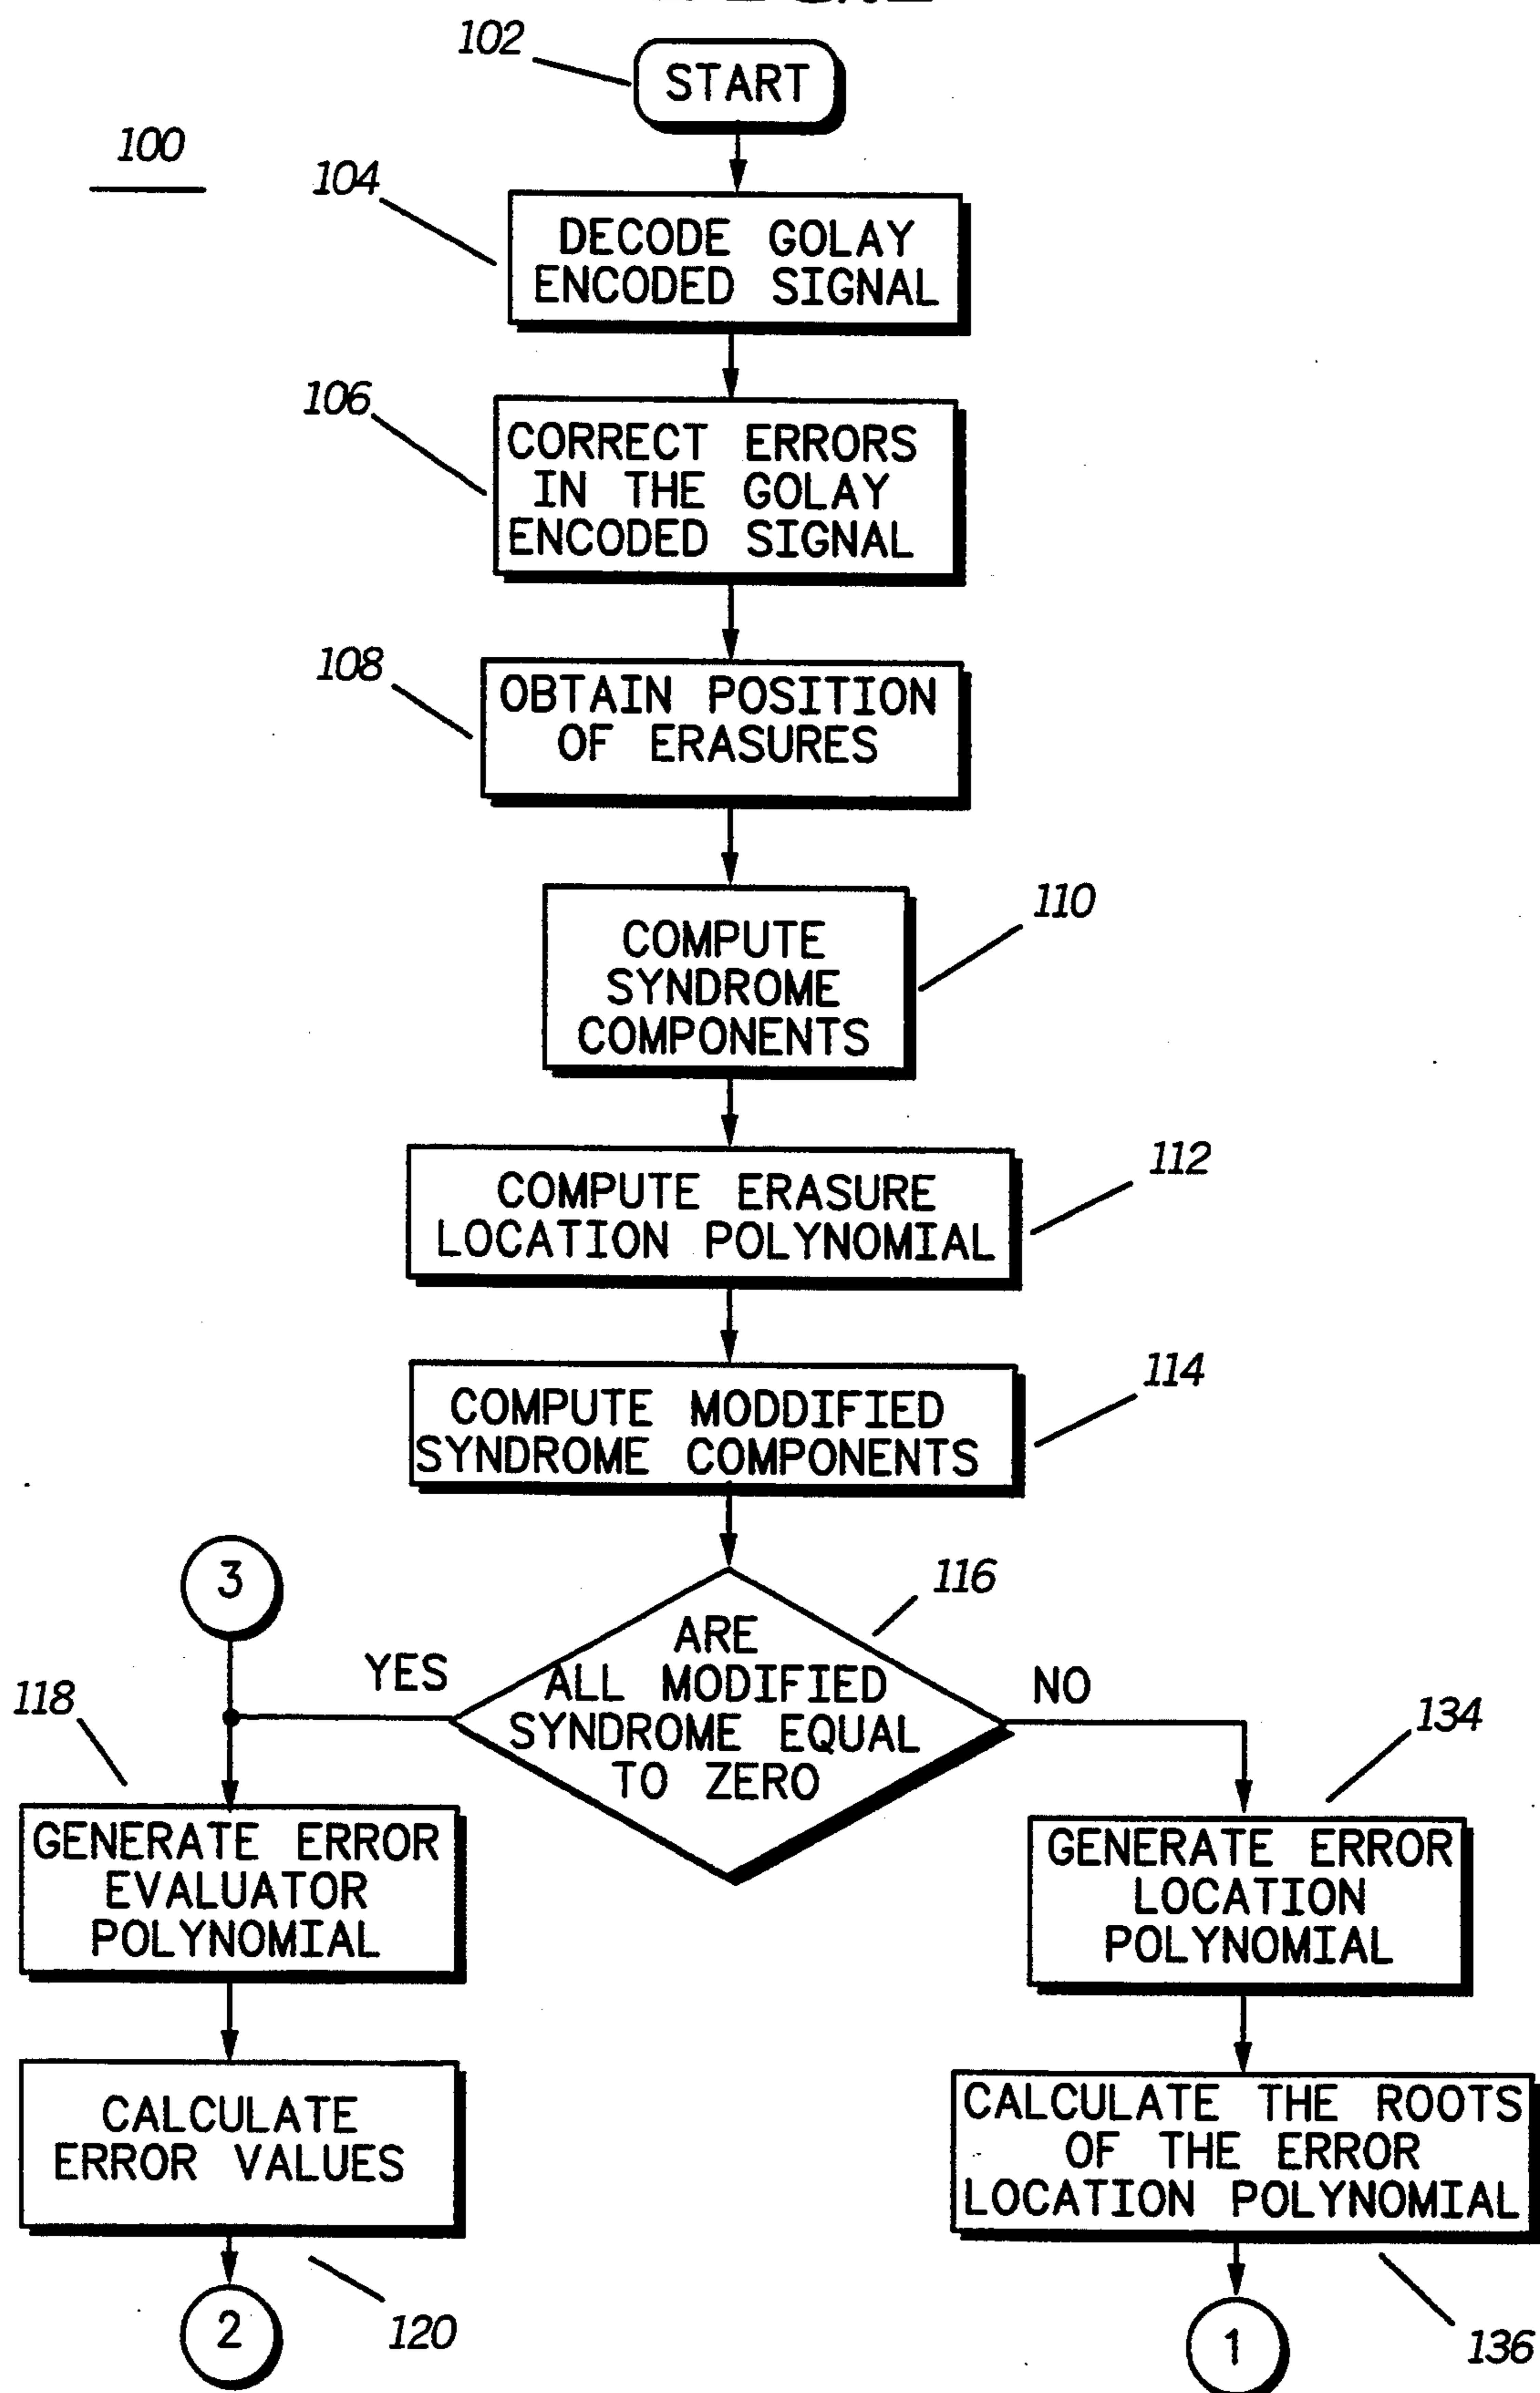 102
START
100
104
DECODE GOLAY
ENCODED SIGNAL
106
CORRECT ERRORS
IN THE GOLAY
ENCODED SIGNAL
108
OBTAIN POSITION
OF ERASURES
110
COMPUTE
SYNDROME
COMPONENTS
112
COMPUTE ERASURE
LOCATION POLYNOMIAL
114
COMPUTE MODDIFIED
SYNDROME COMPONENTS
3
116
ARE
ALL MODIFIED
SYNDROME EQUAL
TO ZERO
YES
NO
118
GENERATE ERROR
EVALUATOR
POLYNOMIAL
134
GENERATE ERROR
LOCATION
POLYNOMIAL
CALCULATE
ERROR VALUES
CALCULATE THE ROOTS
OF THE ERROR
LOCATION POLYNOMIAL
2
120
1
136